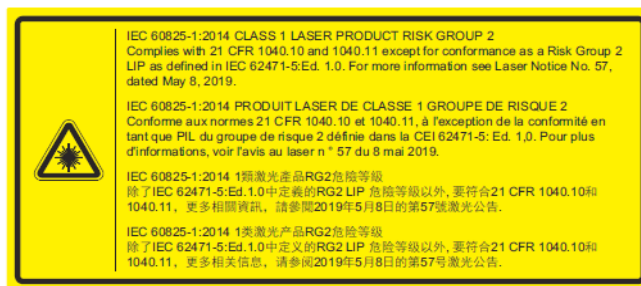 IEC 60825-1:2014 CLASS 1 LASER PRODUCT RISK GROUP 2
Complies with 21 CFR 1040.10 and 1040.11 except for conformance as a Risk Group 2
LIP as defined in IEC 62471-5:Ed. 1.0. For more information see Laser Notice No. 57,
dated May 8, 2019.
IEC 60825-1:2014 PRODUIT LASER DE CLASSE 1 GROUPE DE RISQUE 2
Conforme aux normes 21 CFR 1040.10 et 1040.11, à l'exception de la conformité en
tant que PIL du groupe de risque 2 définie dans la CEI 62471-5: Ed. 1,0. Pour plus
d'informations, voir l'avis au laser n ° 57 du 8 mai 2019.
IEC 60825-1:2014 1類激光產品RG2危險等級
除了IEC 62471-5:Ed.1.0中定義的RG2 LIP 危險等級以外, 要符合21 CFR 1040.10和
1040.11，更多相關資訊，請參閱2019年5月8日的第57號激光公告.
IEC 60825-1:2014 1类激光产品RG2危险等级
除了IEC 62471-5:Ed.1.0中定义的RG2 LIP 危险等级以外, 要符合21 CFR 1040.10和
1040.11，更多相关信息，请参阅2019年5月8日的第57号激光公告.